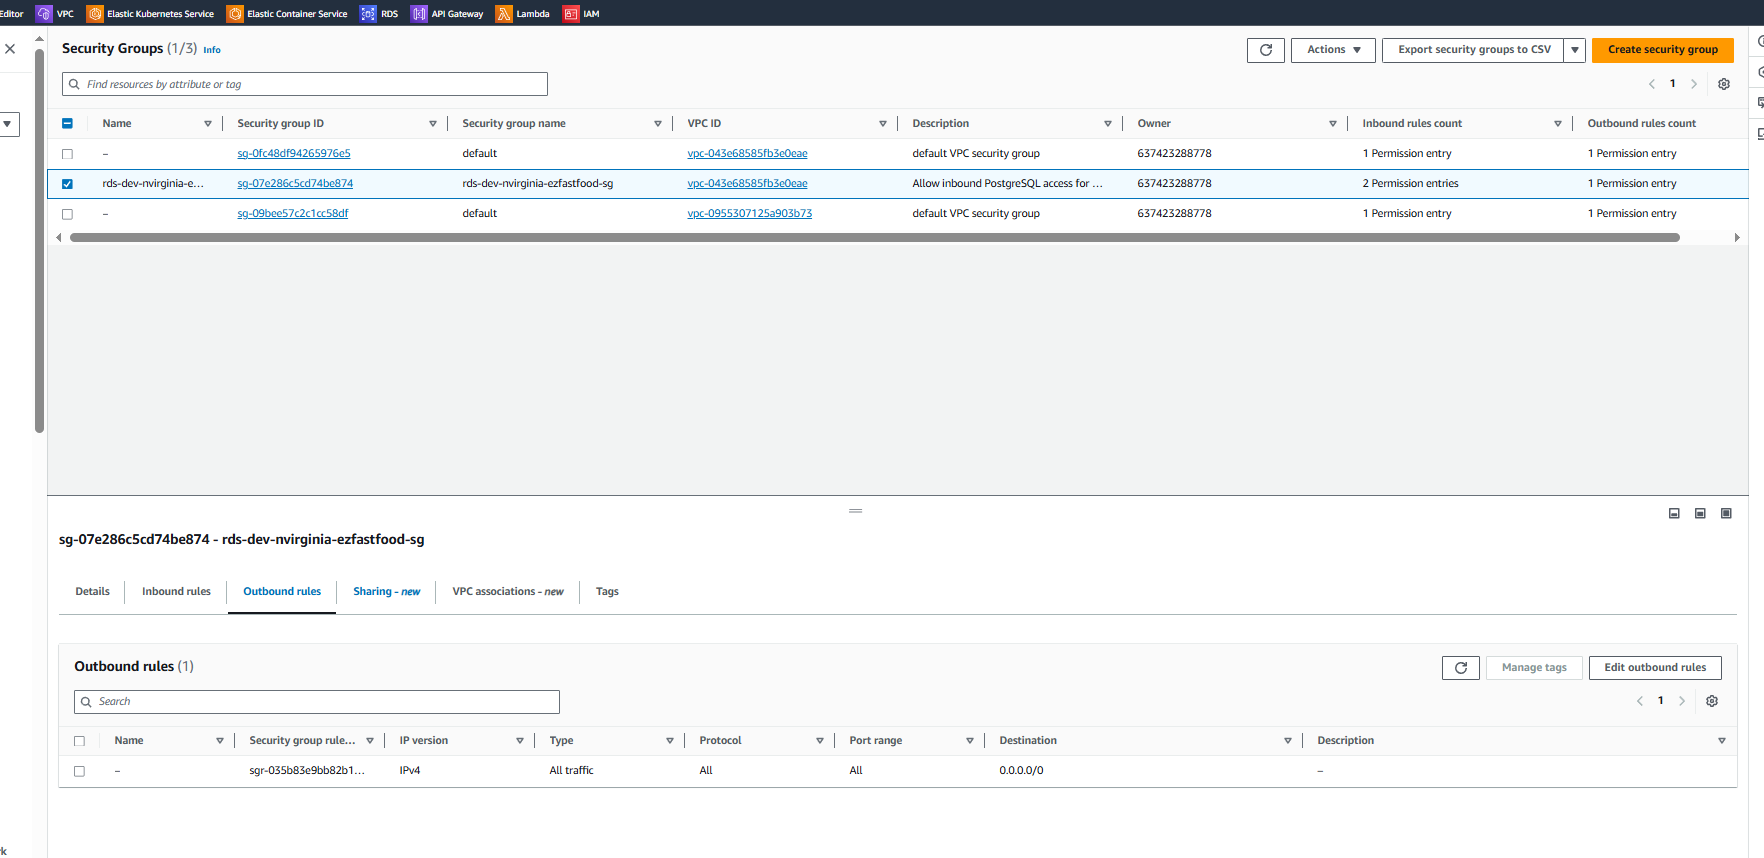 Editor VPC Elastic Kubernetes Service Elastic Container Service RDS API Gateway Lambda IAM
Security Groups (1/3) Info
Actions Export security groups to CSV Create security group
Find resources by attribute or tag
1
Name Security group ID Security group name VPC ID Description Owner Inbound rules count Outbound rules count
– sg-0fc48df94265976e5 default vpc-043e68585fb3e0eae default VPC security group 637423288778 1 Permission entry 1 Permission entry
rds-dev-nvirginia-e... sg-07e286c5cd74be874 rds-dev-nvirginia-ezfastfood-sg vpc-043e68585fb3e0eae Allow inbound PostgreSQL access for ... 637423288778 2 Permission entries 1 Permission entry
– sg-09bee57c2c1cc58df default vpc-0955307125a903b73 default VPC security group 637423288778 1 Permission entry 1 Permission entry
sg-07e286c5cd74be874 - rds-dev-nvirginia-ezfastfood-sg
Details Inbound rules Outbound rules Sharing - new VPC associations - new Tags
Outbound rules (1)
Manage tags Edit outbound rules
Search
1
Name Security group rule... IP version Type Protocol Port range Destination Description
– sgr-035b83e9bb82b1... IPv4 All traffic All All 0.0.0.0/0 –